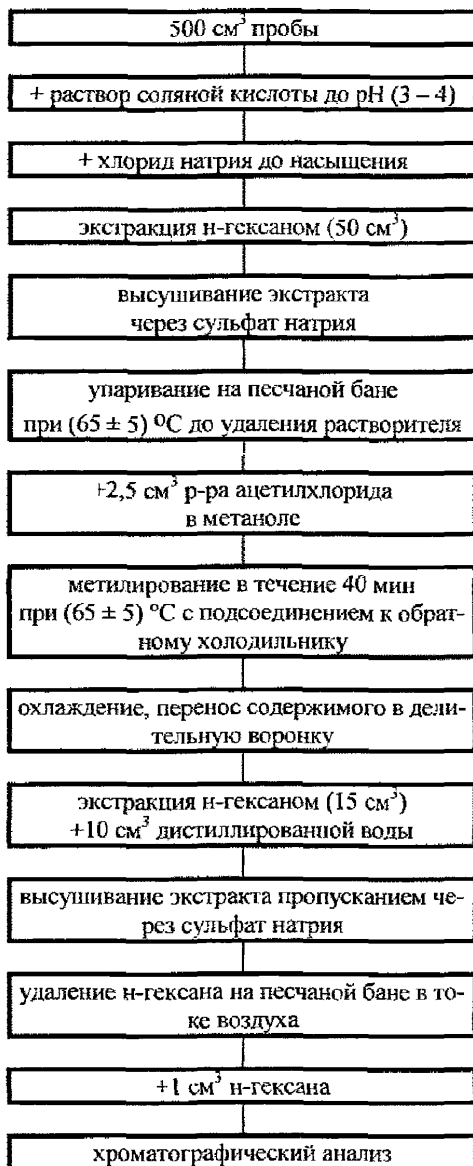 500 см³ пробы
+ раствор соляной кислоты до pH (3 – 4)
+ хлорид натрия до насыщения
экстракция н-гексаном (50 см³)
высушивание экстракта
через сульфат натрия
упаривание на песчаной бане
при (65 ± 5) ⁰С до удаления растворителя
+2,5 см³ р-ра ацетилхлорида
в метаноле
метилирование в течение 40 мин
при (65 ± 5) °С с подсоединением к обрат-
ному холодильнику
охлаждение, перенос содержимого в дели-
тельную воронку
экстракция н-гексаном (15 см³)
+10 см³ дистиллированной воды
высушивание экстракта пропусканием че-
рез сульфат натрия
удаление н-гексана на песчаной бане в то-
ке воздуха
+1 см³ н-гексана
хроматографический анализ